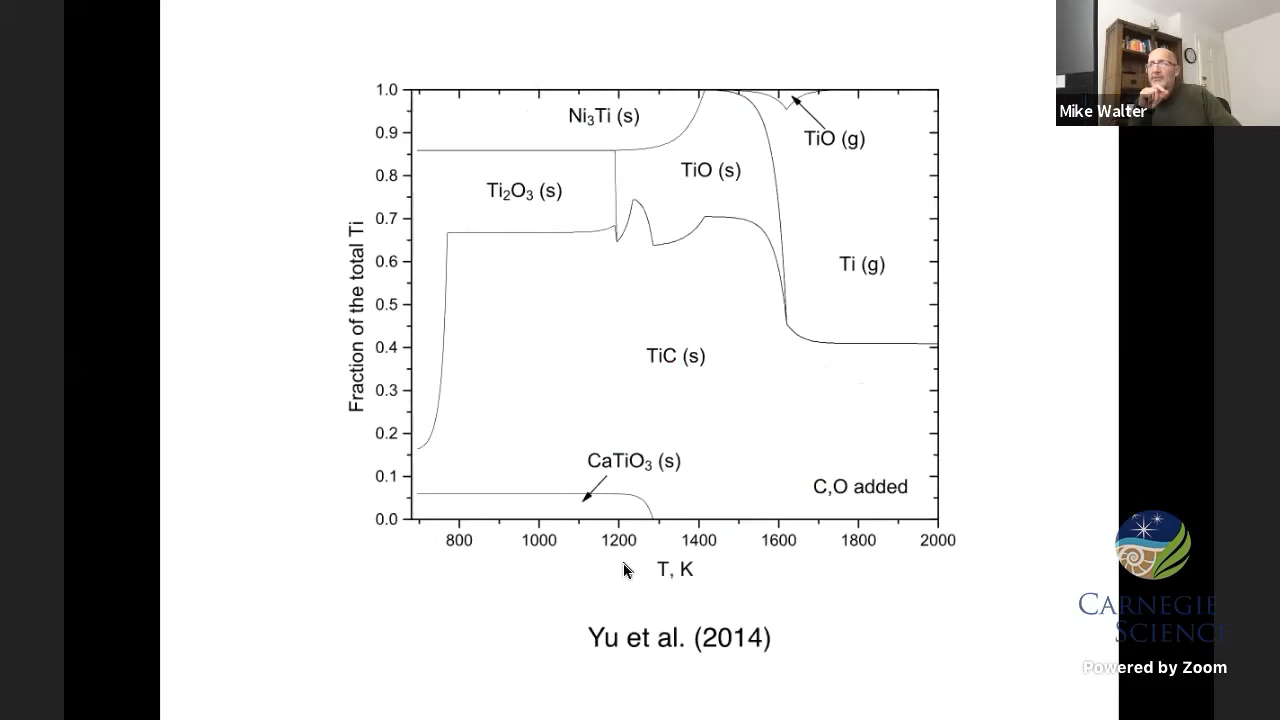 Mike Walter
1.0
0.9
0.8
0.7
0.6
0.5
0.4
0.3
0.2
0.1
0.0
Fraction of the total Ti
Ni₃Ti (s)
TiO (g)
TiO (s)
Ti₂O₃ (s)
Ti (g)
TiC (s)
CaTiO₃ (s)
C,O added
800 1000 1200 1400 1600 1800 2000
T, K
Yu et al. (2014)
CARNEGIE
SCIENCE
Powered by Zoom